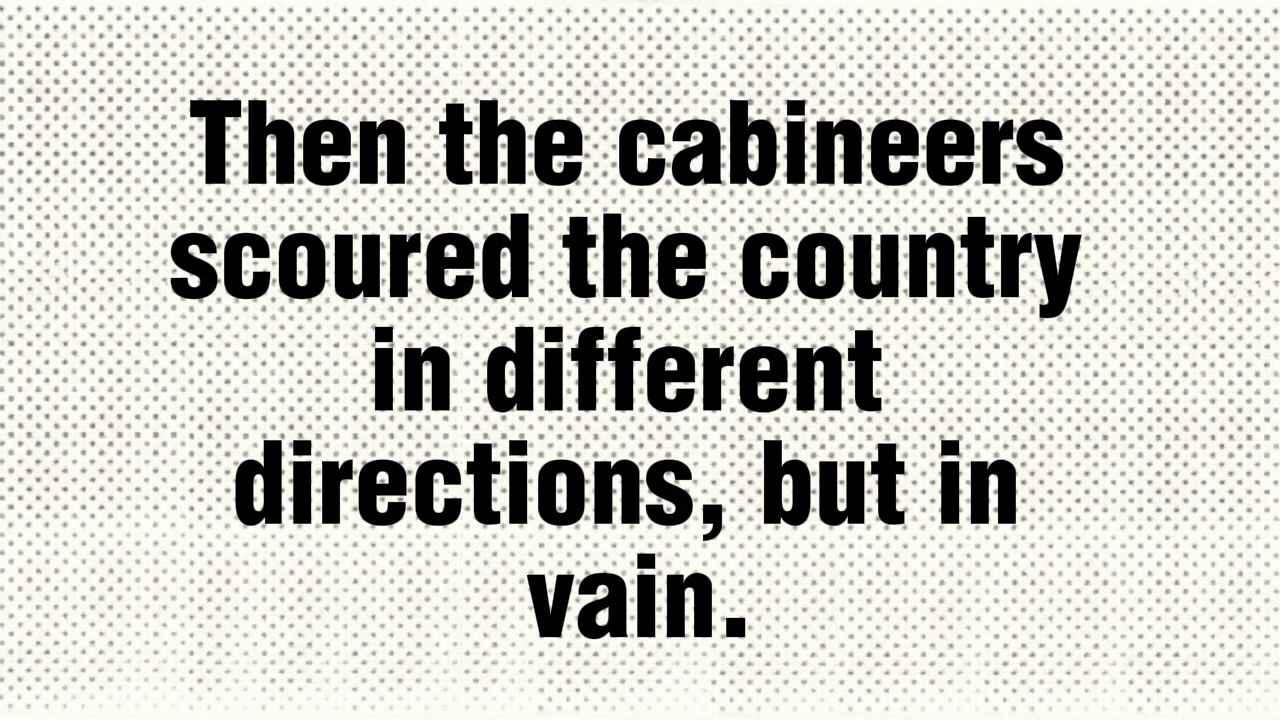 Then the cabineers
scoured the country
in different
directions, but in
vain.